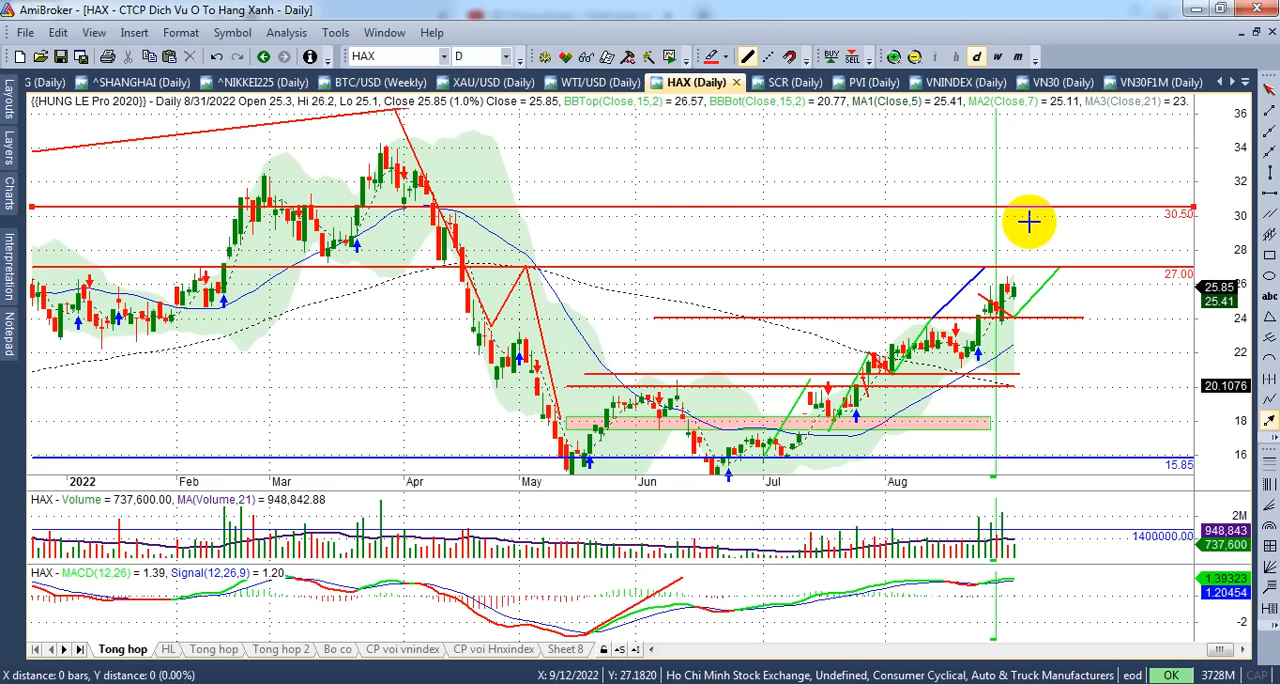 AmiBroker - [HAX - CTCP Dich Vu O To Hang Xanh - Daily]
File Edit View Insert Format Symbol Analysis Tools Window Help
HAX D BUY SELL i h d w m
G (Daily) ^SHANGHAI (Daily) ^NIKKEI225 (Daily) BTC/USD (Weekly) XAU/USD (Daily) WTI/USD (Daily) HAX (Daily) SCR (Daily) PVI (Daily) VNINDEX (Daily) VN30 (Daily) VN30F1M (Daily)
Layouts
Layers
Charts
Interpretation
Notepad
abc
{{HUNG LE Pro 2020}} - Daily 8/31/2022 Open 25.3, Hi 26.2, Lo 25.1, Close 25.85 (1.0%) Close = 25.85, BBTop(Close,15,2) = 26.57, BBBot(Close,15,2) = 20.77, MA1(Close,5) = 25.41, MA2(Close,7) = 25.11, MA3(Close,21) = 23.
36
34
32
30.50
30
28
27.00
26
25.85
25.41
24
22
20.1076
18
16
15.85
2022 Feb Mar Apr May Jun Jul Aug
HAX - Volume = 737,600.00, MA(Volume,21) = 948,842.88
2M
948,843
1400000.00
737,600
HAX - MACD(12,26) = 1.39, Signal(12,26,9) = 1.20
1.39323
1.20454
-2
Tong hop HL Tong hop Tong hop 2 Bo co CP voi vnindex CP voi Hnxindex Sheet 8
X distance: 0 bars, Y distance: 0 (0.00%) X: 9/12/2022 Y: 27.1820 Ho Chi Minh Stock Exchange, Undefined, Consumer Cyclical, Auto & Truck Manufacturers eod OK 3728M CAP